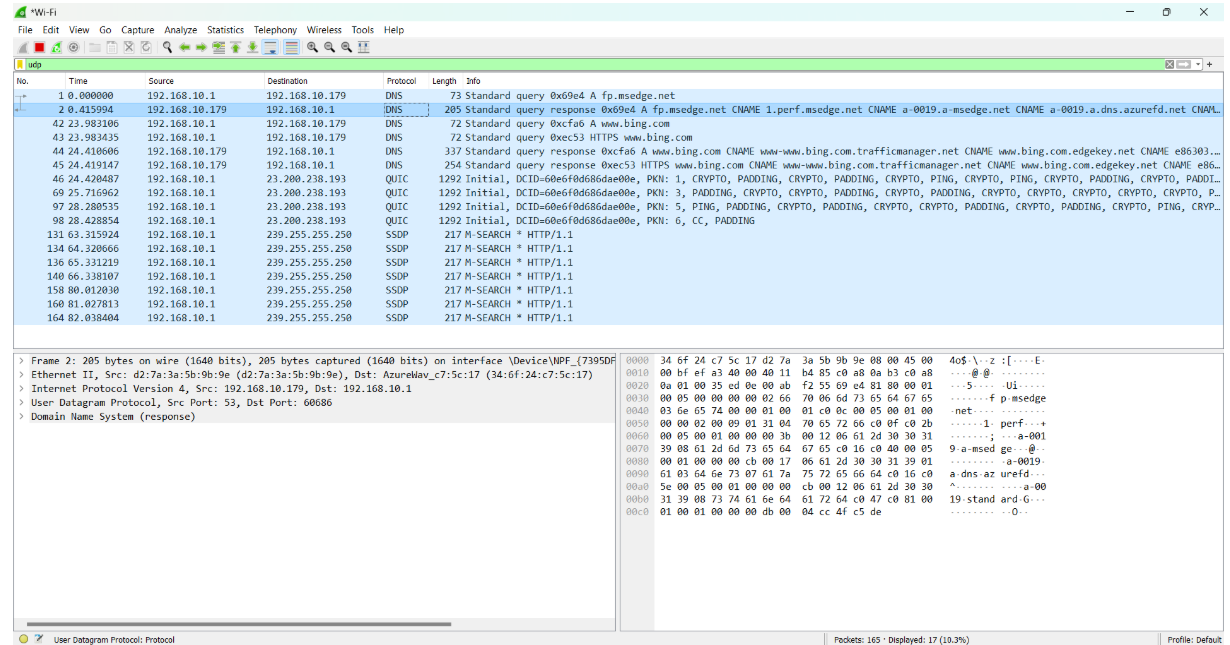 *Wi-Fi
File Edit View Go Capture Analyze Statistics Telephony Wireless Tools Help
udp
No. Time Source Destination Protocol Length Info
1 0.000000 192.168.10.1 192.168.10.179 DNS 73 Standard query 0x69e4 A fp.msedge.net
2 0.415994 192.168.10.179 192.168.10.1 DNS 205 Standard query response 0x69e4 A fp.msedge.net CNAME 1.perf.msedge.net CNAME a-0019.a-msedge.net CNAME a-0019.a.dns.azurefd.net CNAM…
42 23.983106 192.168.10.1 192.168.10.179 DNS 72 Standard query 0xcfa6 A www.bing.com
43 23.983435 192.168.10.1 192.168.10.179 DNS 72 Standard query 0xec53 HTTPS www.bing.com
44 24.410606 192.168.10.179 192.168.10.1 DNS 337 Standard query response 0xcfa6 A www.bing.com CNAME www-www.bing.com.trafficmanager.net CNAME www.bing.com.edgekey.net CNAME e86303.…
45 24.419147 192.168.10.179 192.168.10.1 DNS 254 Standard query response 0xec53 HTTPS www.bing.com CNAME www-www.bing.com.trafficmanager.net CNAME www.bing.com.edgekey.net CNAME e86…
46 24.420487 192.168.10.1 23.200.238.193 QUIC 1292 Initial, DCID=60e6f0d686dae00e, PKN: 1, CRYPTO, PADDING, CRYPTO, PADDING, CRYPTO, PING, CRYPTO, PING, CRYPTO, PADDING, CRYPTO, PADDI…
69 25.716962 192.168.10.1 23.200.238.193 QUIC 1292 Initial, DCID=60e6f0d686dae00e, PKN: 3, PADDING, CRYPTO, CRYPTO, PADDING, CRYPTO, PADDING, CRYPTO, CRYPTO, CRYPTO, CRYPTO, CRYPTO, P…
97 28.280535 192.168.10.1 23.200.238.193 QUIC 1292 Initial, DCID=60e6f0d686dae00e, PKN: 5, PING, PADDING, CRYPTO, PADDING, CRYPTO, CRYPTO, PADDING, CRYPTO, PADDING, CRYPTO, PING, CRYP…
98 28.428854 192.168.10.1 23.200.238.193 QUIC 1292 Initial, DCID=60e6f0d686dae00e, PKN: 6, CC, PADDING
131 63.315924 192.168.10.1 239.255.255.250 SSDP 217 M-SEARCH * HTTP/1.1
134 64.320666 192.168.10.1 239.255.255.250 SSDP 217 M-SEARCH * HTTP/1.1
136 65.331219 192.168.10.1 239.255.255.250 SSDP 217 M-SEARCH * HTTP/1.1
140 66.338107 192.168.10.1 239.255.255.250 SSDP 217 M-SEARCH * HTTP/1.1
158 80.012030 192.168.10.1 239.255.255.250 SSDP 217 M-SEARCH * HTTP/1.1
160 81.027813 192.168.10.1 239.255.255.250 SSDP 217 M-SEARCH * HTTP/1.1
164 82.038404 192.168.10.1 239.255.255.250 SSDP 217 M-SEARCH * HTTP/1.1
Frame 2: 205 bytes on wire (1640 bits), 205 bytes captured (1640 bits) on interface \Device\NPF_{7395DF
Ethernet II, Src: d2:7a:3a:5b:9b:9e (d2:7a:3a:5b:9b:9e), Dst: AzureWav_c7:5c:17 (34:6f:24:c7:5c:17)
Internet Protocol Version 4, Src: 192.168.10.179, Dst: 192.168.10.1
User Datagram Protocol, Src Port: 53, Dst Port: 60686
Domain Name System (response)
0000 34 6f 24 c7 5c 17 d2 7a 3a 5b 9b 9e 08 00 45 00 4o$·\··z :[····E·
0010 00 bf ef a3 40 00 40 11 b4 85 c0 a8 0a b3 c0 a8 ····@·@· ········
0020 0a 01 00 35 ed 0e 00 ab f2 55 69 e4 81 80 00 01 ···5···· ·Ui·····
0030 00 05 00 00 00 00 02 66 70 06 6d 73 65 64 67 65 ·······f p·msedge
0040 03 6e 65 74 00 00 01 00 01 c0 0c 00 05 00 01 00 ·net···· ········
0050 00 00 02 00 09 01 31 04 70 65 72 66 c0 0f c0 2b ······1· perf···+
0060 00 05 00 01 00 00 00 3b 00 12 06 61 2d 30 30 31 ·······; ···a-001
0070 39 08 61 2d 6d 73 65 64 67 65 c0 16 c0 40 00 05 9·a-msed ge···@··
0080 00 01 00 00 00 cb 00 17 06 61 2d 30 30 31 39 01 ········ ·a-0019·
0090 61 03 64 6e 73 07 61 7a 75 72 65 66 64 c0 16 c0 a·dns·az urefd···
00a0 5e 00 05 00 01 00 00 00 cb 00 12 06 61 2d 30 30 ^······· ····a-00
00b0 31 39 08 73 74 61 6e 64 61 72 64 c0 47 c0 81 00 19·stand ard·G···
00c0 01 00 01 00 00 00 db 00 04 cc 4f c5 de ········ ··O··
User Datagram Protocol: Protocol Packets: 165 · Displayed: 17 (10.3%) Profile: Default